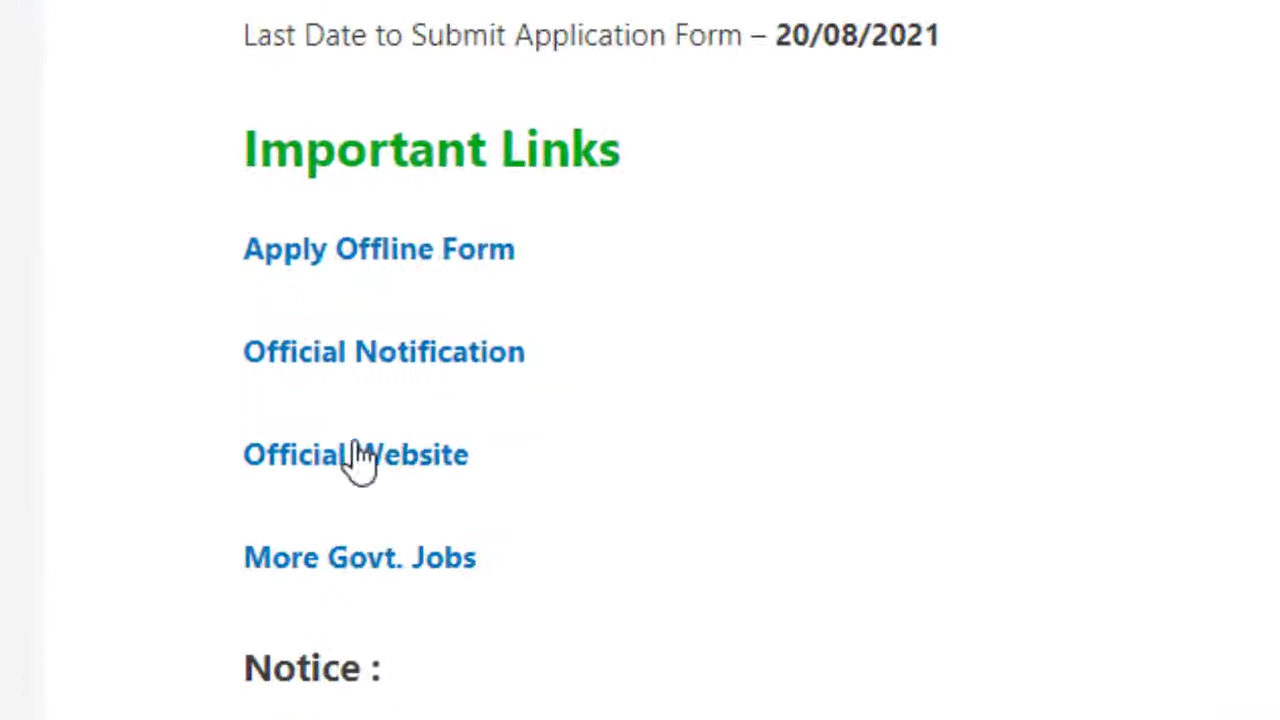 Last Date to Submit Application Form – 20/08/2021
Important Links
Apply Offline Form
Official Notification
Official Website
More Govt. Jobs
Notice :